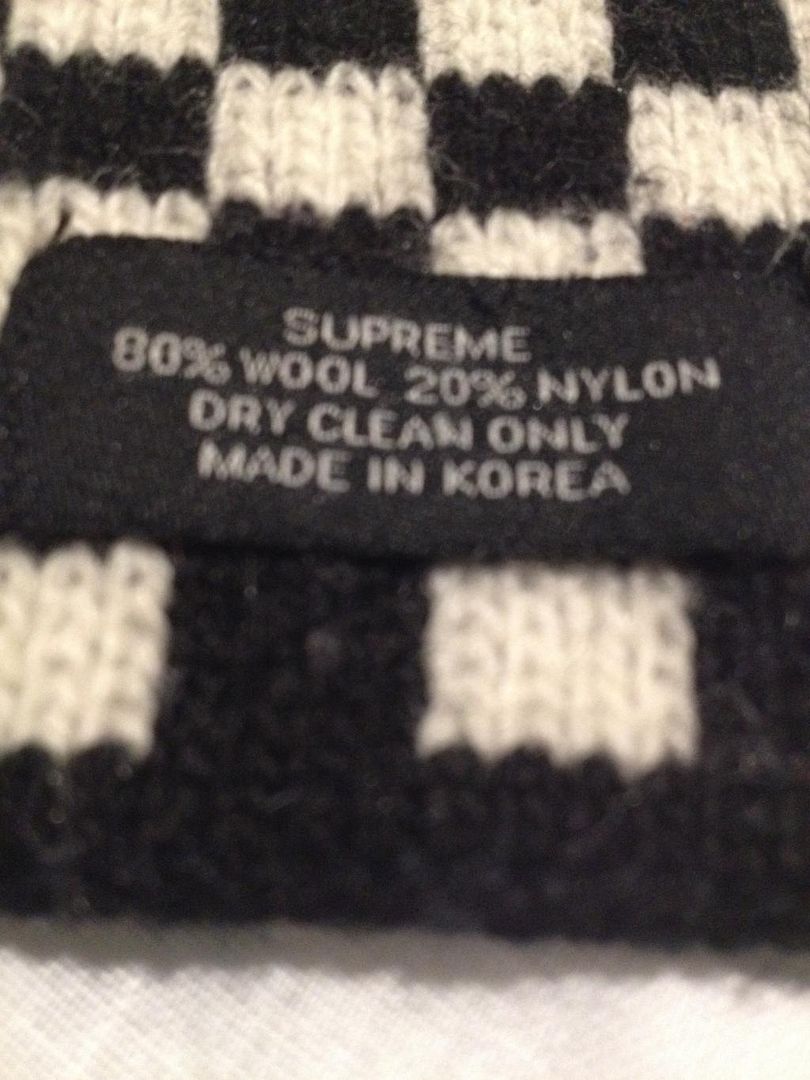 SUPREME
80% WOOL 20% NYLON
DRY CLEAN ONLY
MADE IN KOREA